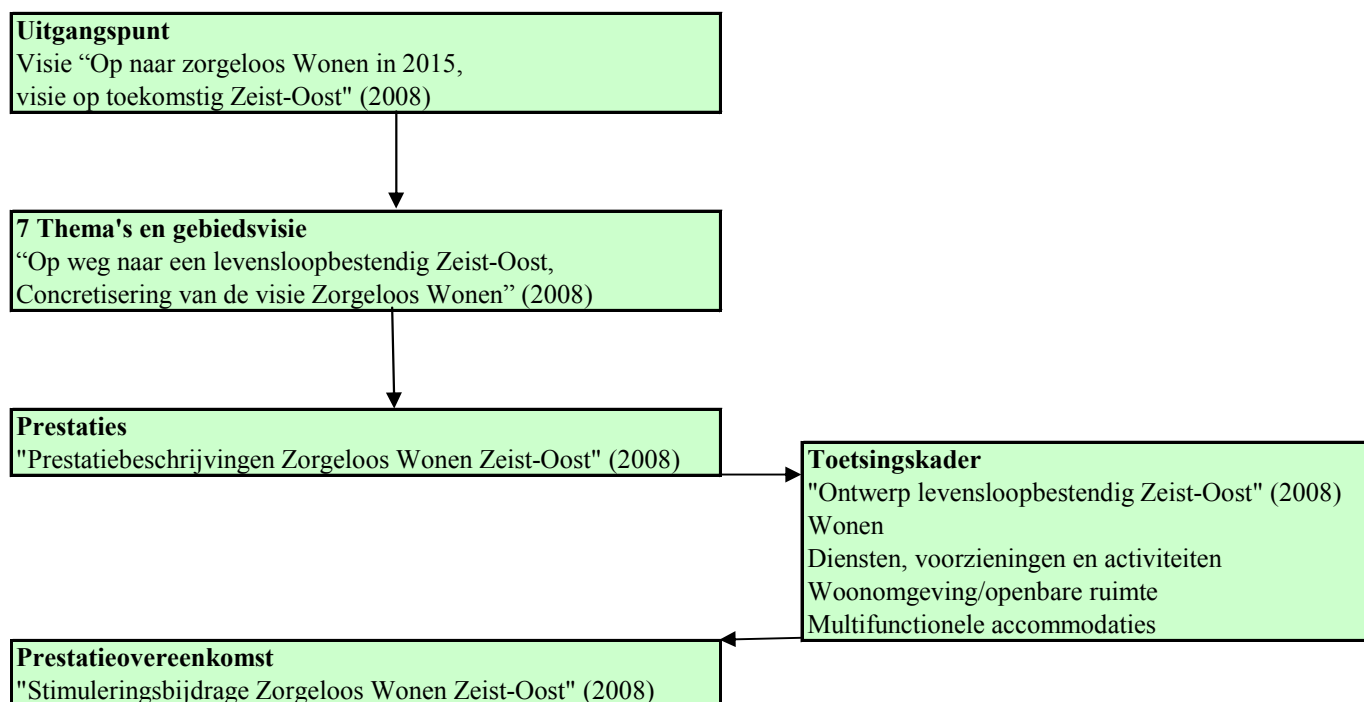 Uitgangspunt
Visie “Op naar zorgeloos Wonen in 2015,
visie op toekomstig Zeist-Oost" (2008)
7 Thema's en gebiedsvisie
“Op weg naar een levensloopbestendig Zeist-Oost,
Concretisering van de visie Zorgeloos Wonen” (2008)
Prestaties
"Prestatiebeschrijvingen Zorgeloos Wonen Zeist-Oost" (2008)
Toetsingskader
"Ontwerp levensloopbestendig Zeist-Oost" (2008)
Wonen
Diensten, voorzieningen en activiteiten
Woonomgeving/openbare ruimte
Multifunctionele accommodaties
Prestatieovereenkomst
"Stimuleringsbijdrage Zorgeloos Wonen Zeist-Oost" (2008)